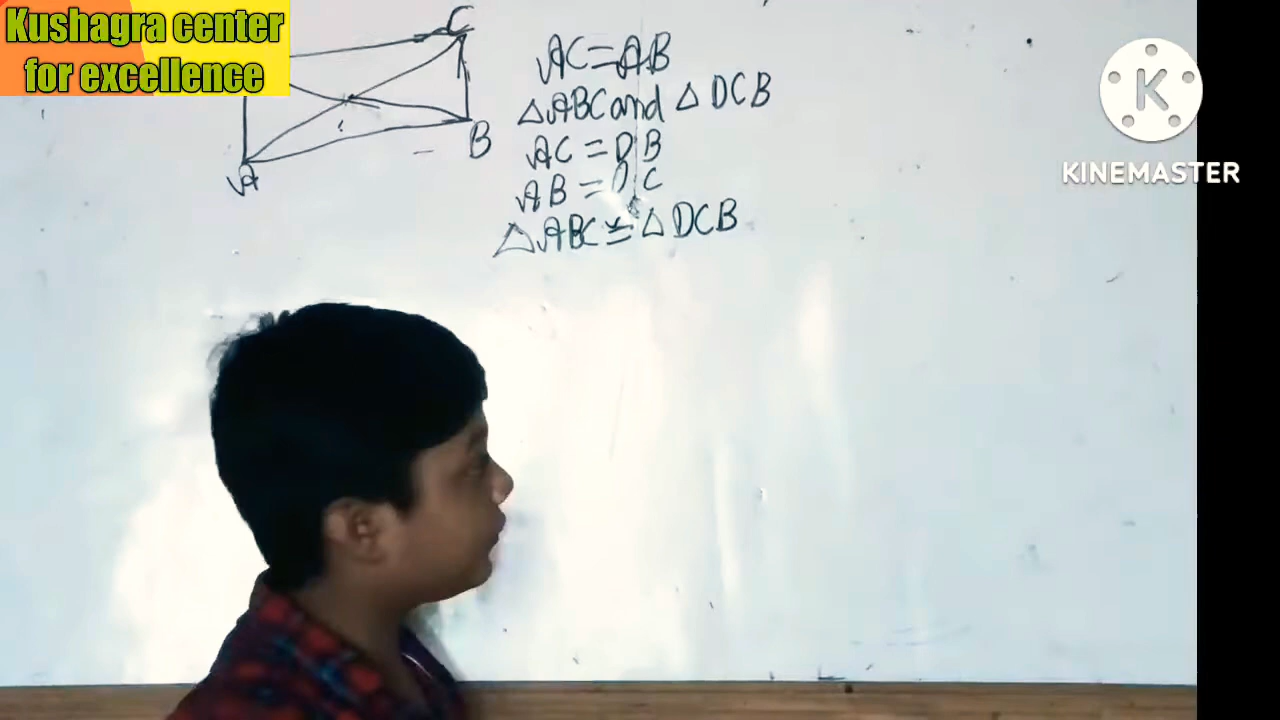 Kushagra center
for excellence
C
B
A
AC=AB
△ABC and △DCB
AC=DB
AB=DC
△ABC≅△DCB
K
KINEMASTER